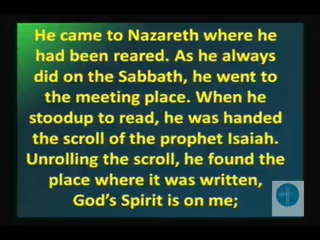 He came to Nazareth where he
had been reared. As he always
did on the Sabbath, he went to
the meeting place. When he
stoodup to read, he was handed
the scroll of the prophet Isaiah.
Unrolling the scroll, he found the
place where it was written,
God's Spirit is on me;